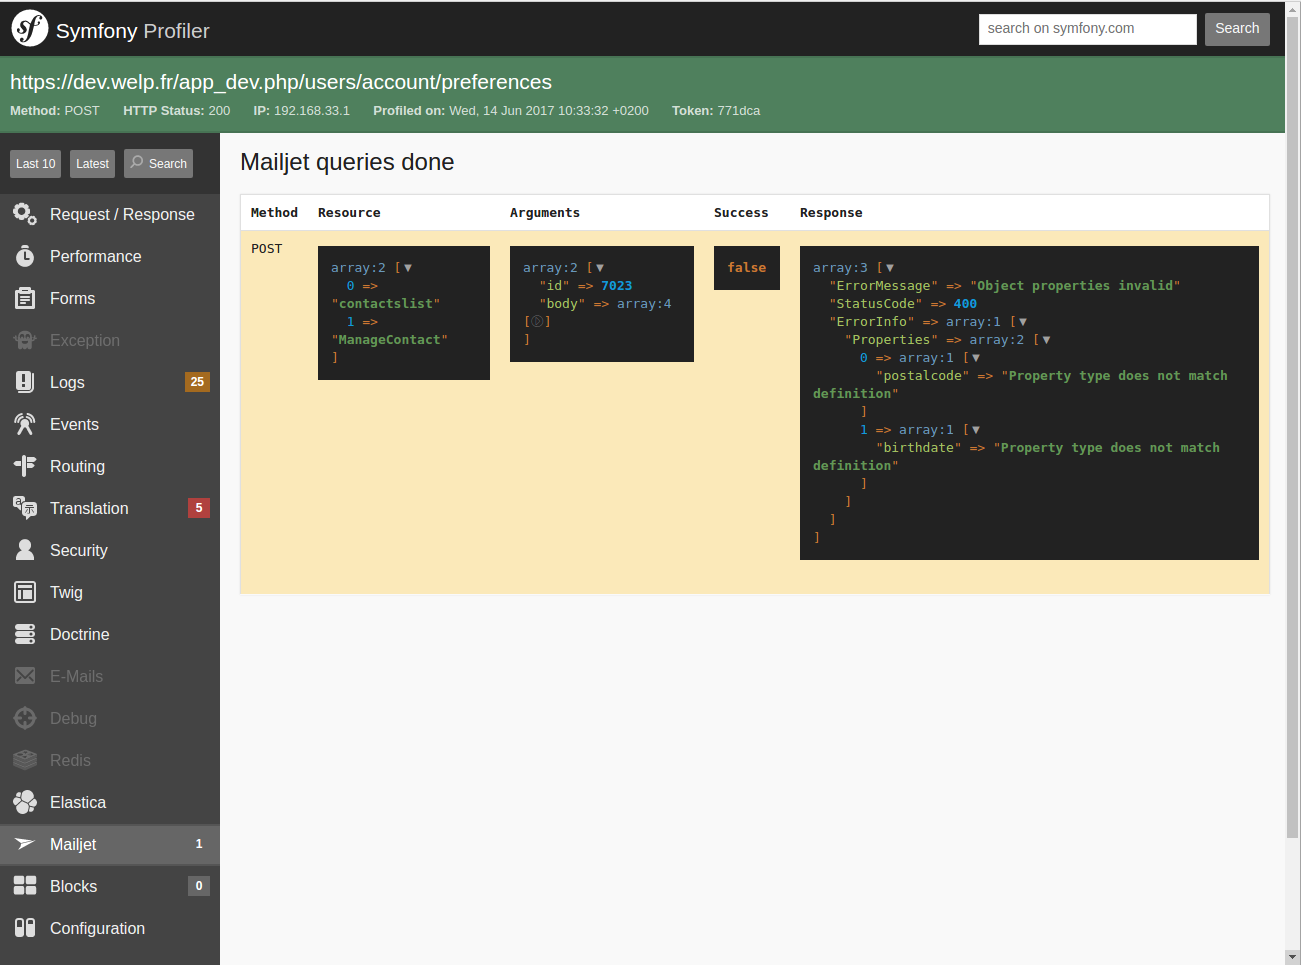 Symfony Profiler
search on symfony.com
Search
https://dev.welp.fr/app_dev.php/users/account/preferences
Method: POST HTTP Status: 200 IP: 192.168.33.1 Profiled on: Wed, 14 Jun 2017 10:33:32 +0200 Token: 771dca
Last 10
Latest
Search
Request / Response
Performance
Forms
Exception
Logs 25
Events
Routing
Translation 5
Security
Twig
Doctrine
E-Mails
Debug
Redis
Elastica
Mailjet 1
Blocks 0
Configuration
Mailjet queries done
Method Resource Arguments Success Response
POST
array:2 [▼
0 =>
"contactslist"
1 =>
"ManageContact"
]
array:2 [▼
"id" => 7023
"body" => array:4
[▷]
]
false
array:3 [▼
"ErrorMessage" => "Object properties invalid"
"StatusCode" => 400
"ErrorInfo" => array:1 [▼
"Properties" => array:2 [▼
0 => array:1 [▼
"postalcode" => "Property type does not match
definition"
]
1 => array:1 [▼
"birthdate" => "Property type does not match
definition"
]
]
]
]